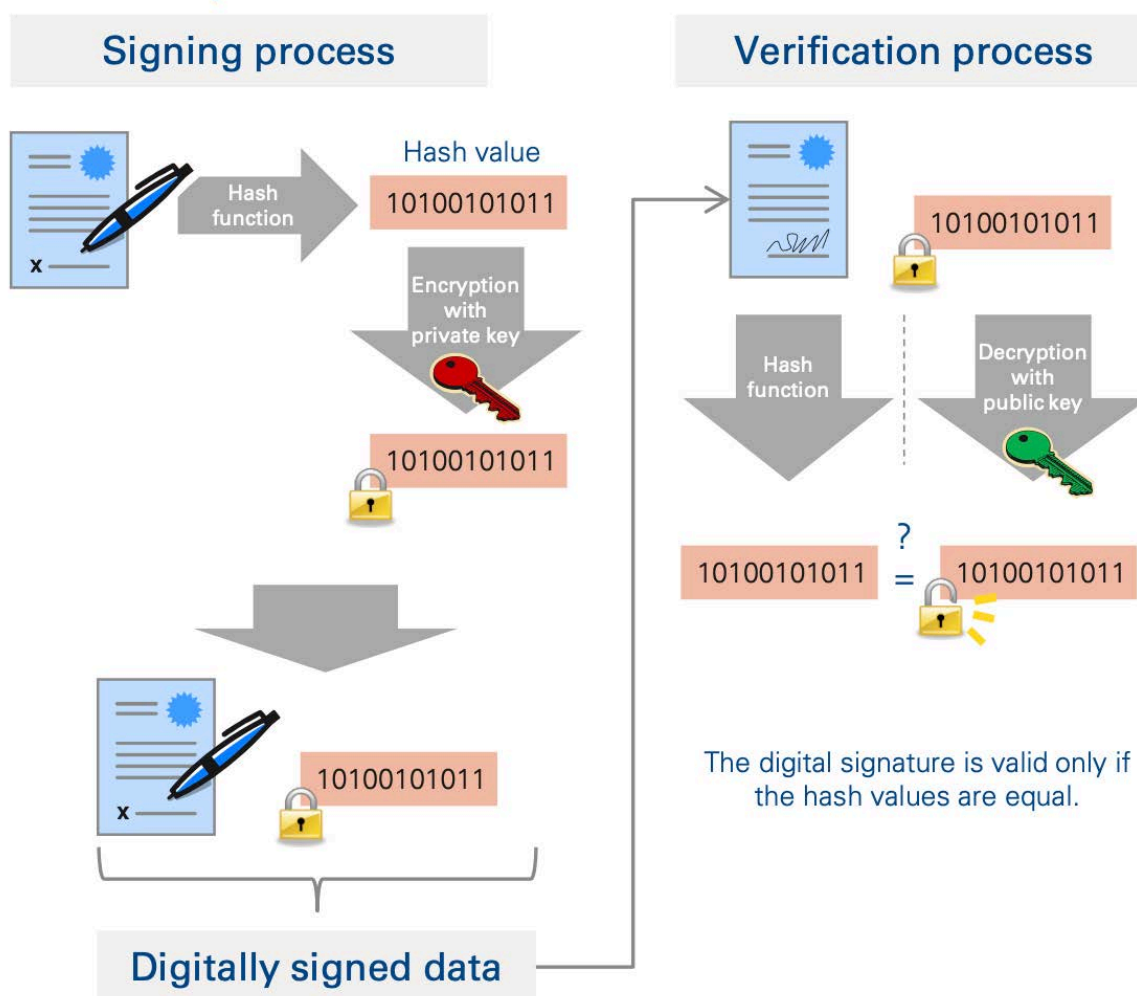 Signing process
Hash value
Hash
function
10100101011
Encryption
with
private key
10100101011
x
10100101011
x
Digitally signed data
Verification process
10100101011
Hash
function
Decryption
with
public key
?
10100101011 = 10100101011
The digital signature is valid only if
the hash values are equal.